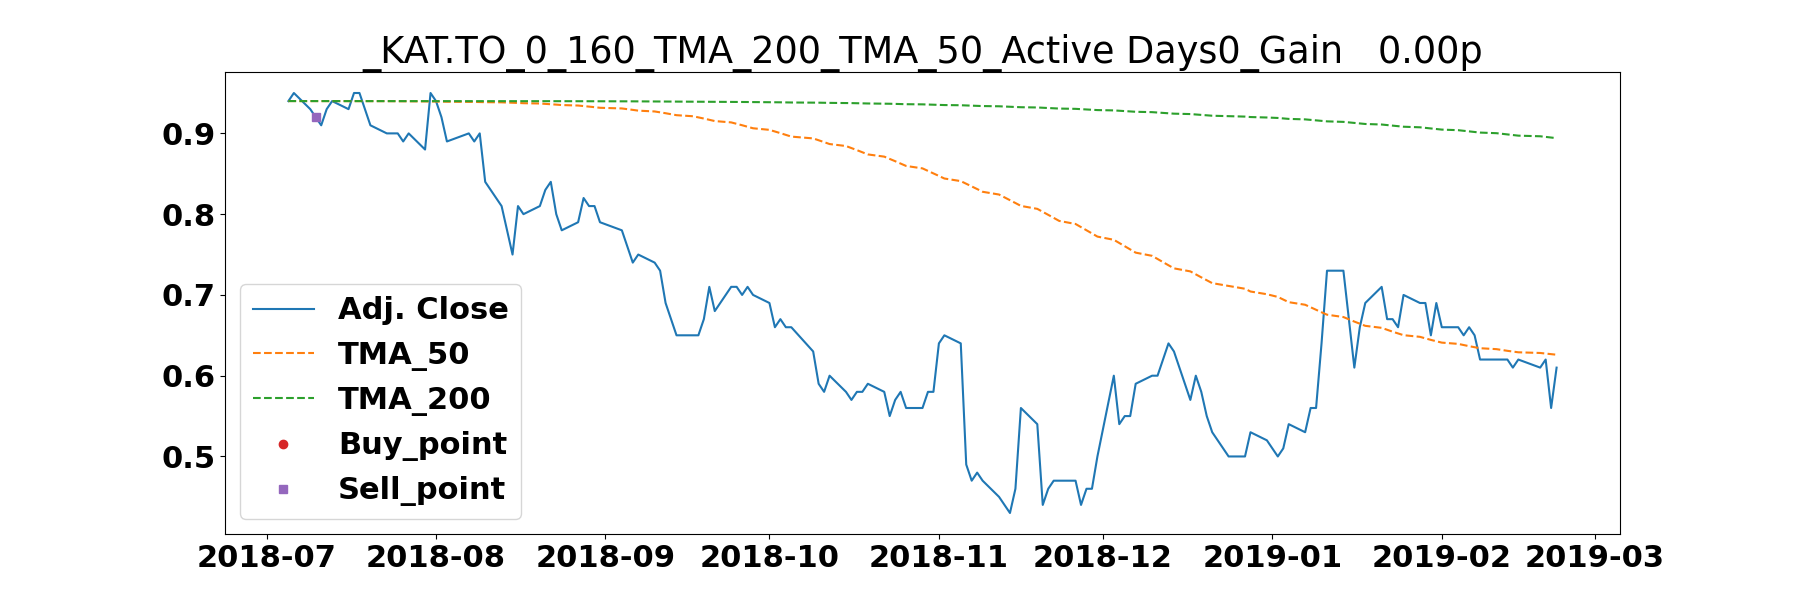 _KAT.TO_0_160_TMA_200_TMA_50_Active Days0_Gain   0.00p
0.9
0.8
0.7
0.6
0.5
Adj. Close
TMA_50
TMA_200
Buy_point
Sell_point
2018-07 2018-08 2018-09 2018-10 2018-11 2018-12 2019-01 2019-02 2019-03